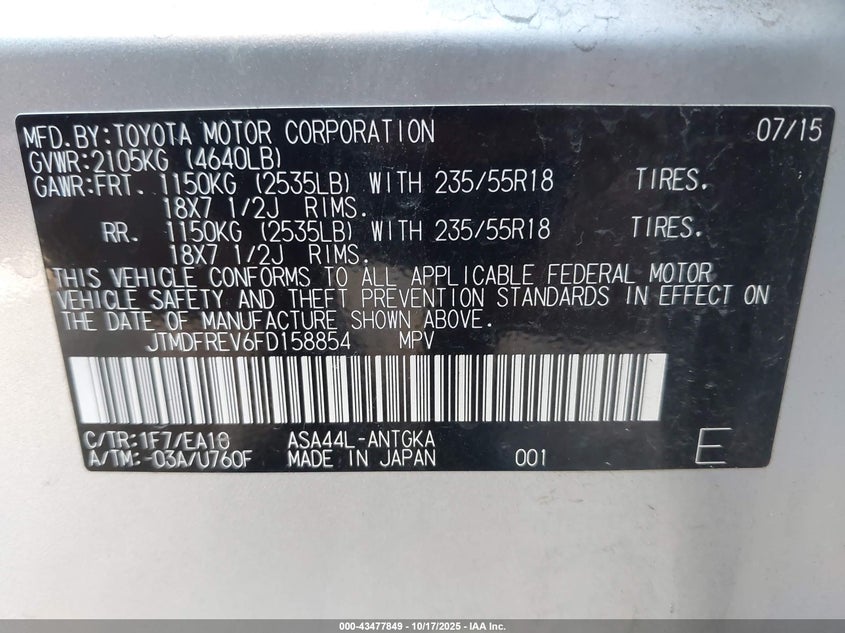 MFD.BY:TOYOTA MOTOR CORPORATION 07/15
GVWR:2105KG (4640LB)
GAWR:FRT. 1150KG (2535LB) WITH 235/55R18 TIRES.
18X7 1/2J RIMS.
RR. 1150KG (2535LB) WITH 235/55R18 TIRES.
18X7 1/2J RIMS.
THIS VEHICLE CONFORMS TO ALL APPLICABLE FEDERAL MOTOR
VEHICLE SAFETY AND THEFT PREVENTION STANDARDS IN EFFECT ON
THE DATE OF MANUFACTURE SHOWN ABOVE.
JTMDFREV6FD158854 MPV
C/TR:1F7/EA18 ASA44L-ANTGKA
A/TM:-03A/U760F MADE IN JAPAN 001 E
000-43477849 | 10/17/2025 - IAA Inc.